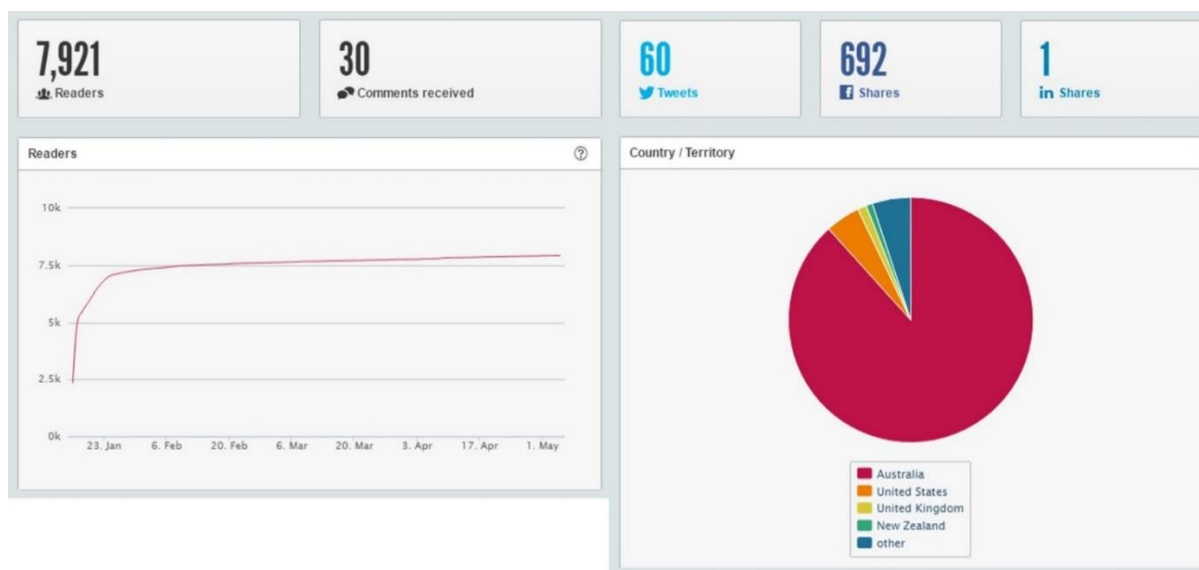 7,921
Readers
30
Comments received
60
Tweets
692
Shares
1
in Shares
Readers
?
10k
7.5k
5k
2.5k
0k
23. Jan 6. Feb 20. Feb 6. Mar 20. Mar 3. Apr 17. Apr 1. May
Country / Territory
Australia
United States
United Kingdom
New Zealand
other